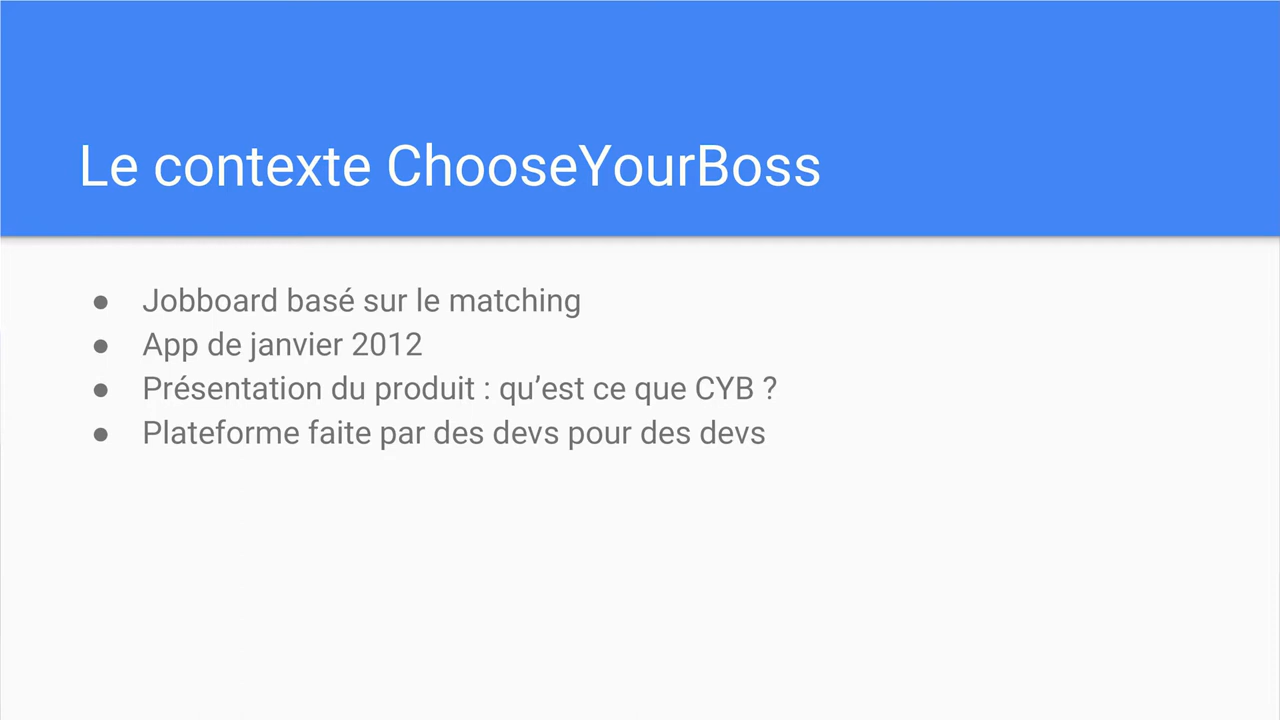 Le contexte ChooseYourBoss
● Jobboard basé sur le matching
● App de janvier 2012
● Présentation du produit : qu’est ce que CYB ?
● Plateforme faite par des devs pour des devs